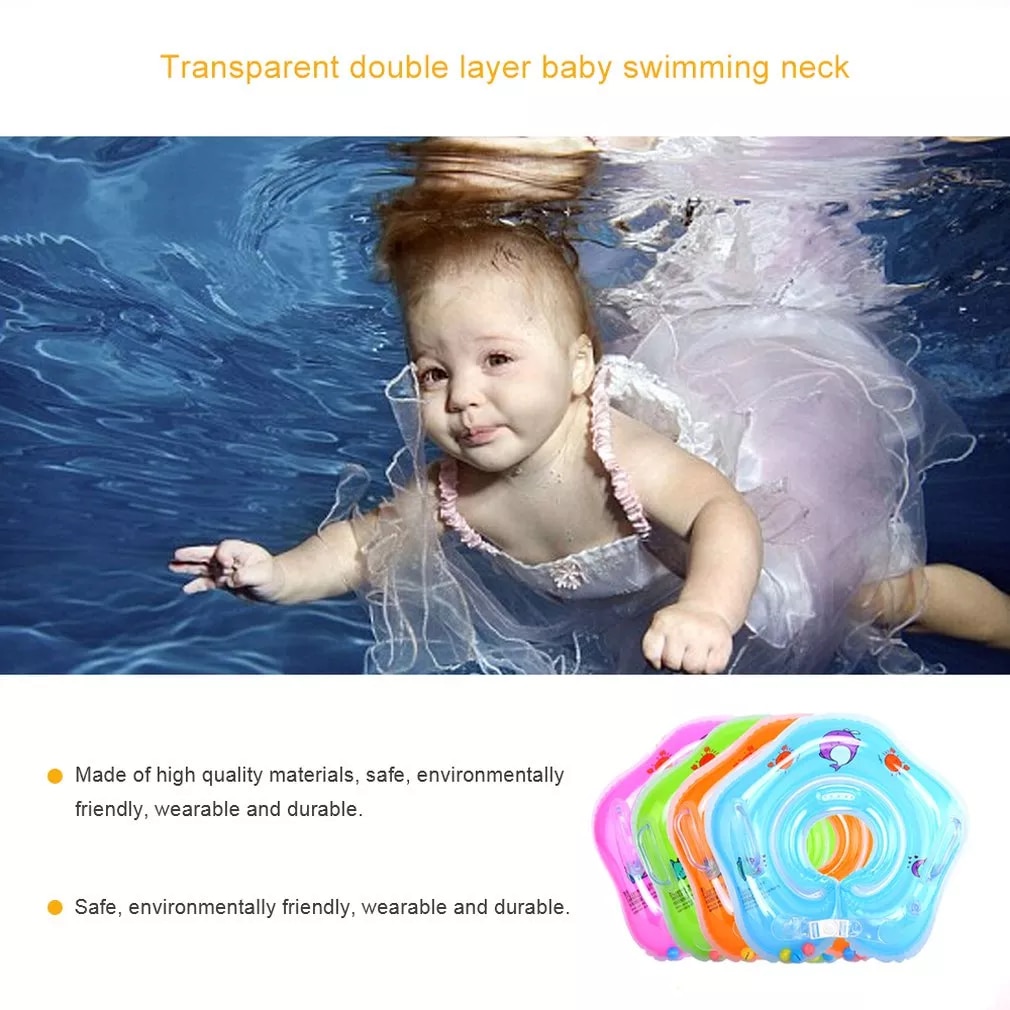 Transparent double layer baby swimming neck
Made of high quality materials, safe, environmentally
friendly, wearable and durable.
Safe, environmentally friendly, wearable and durable.